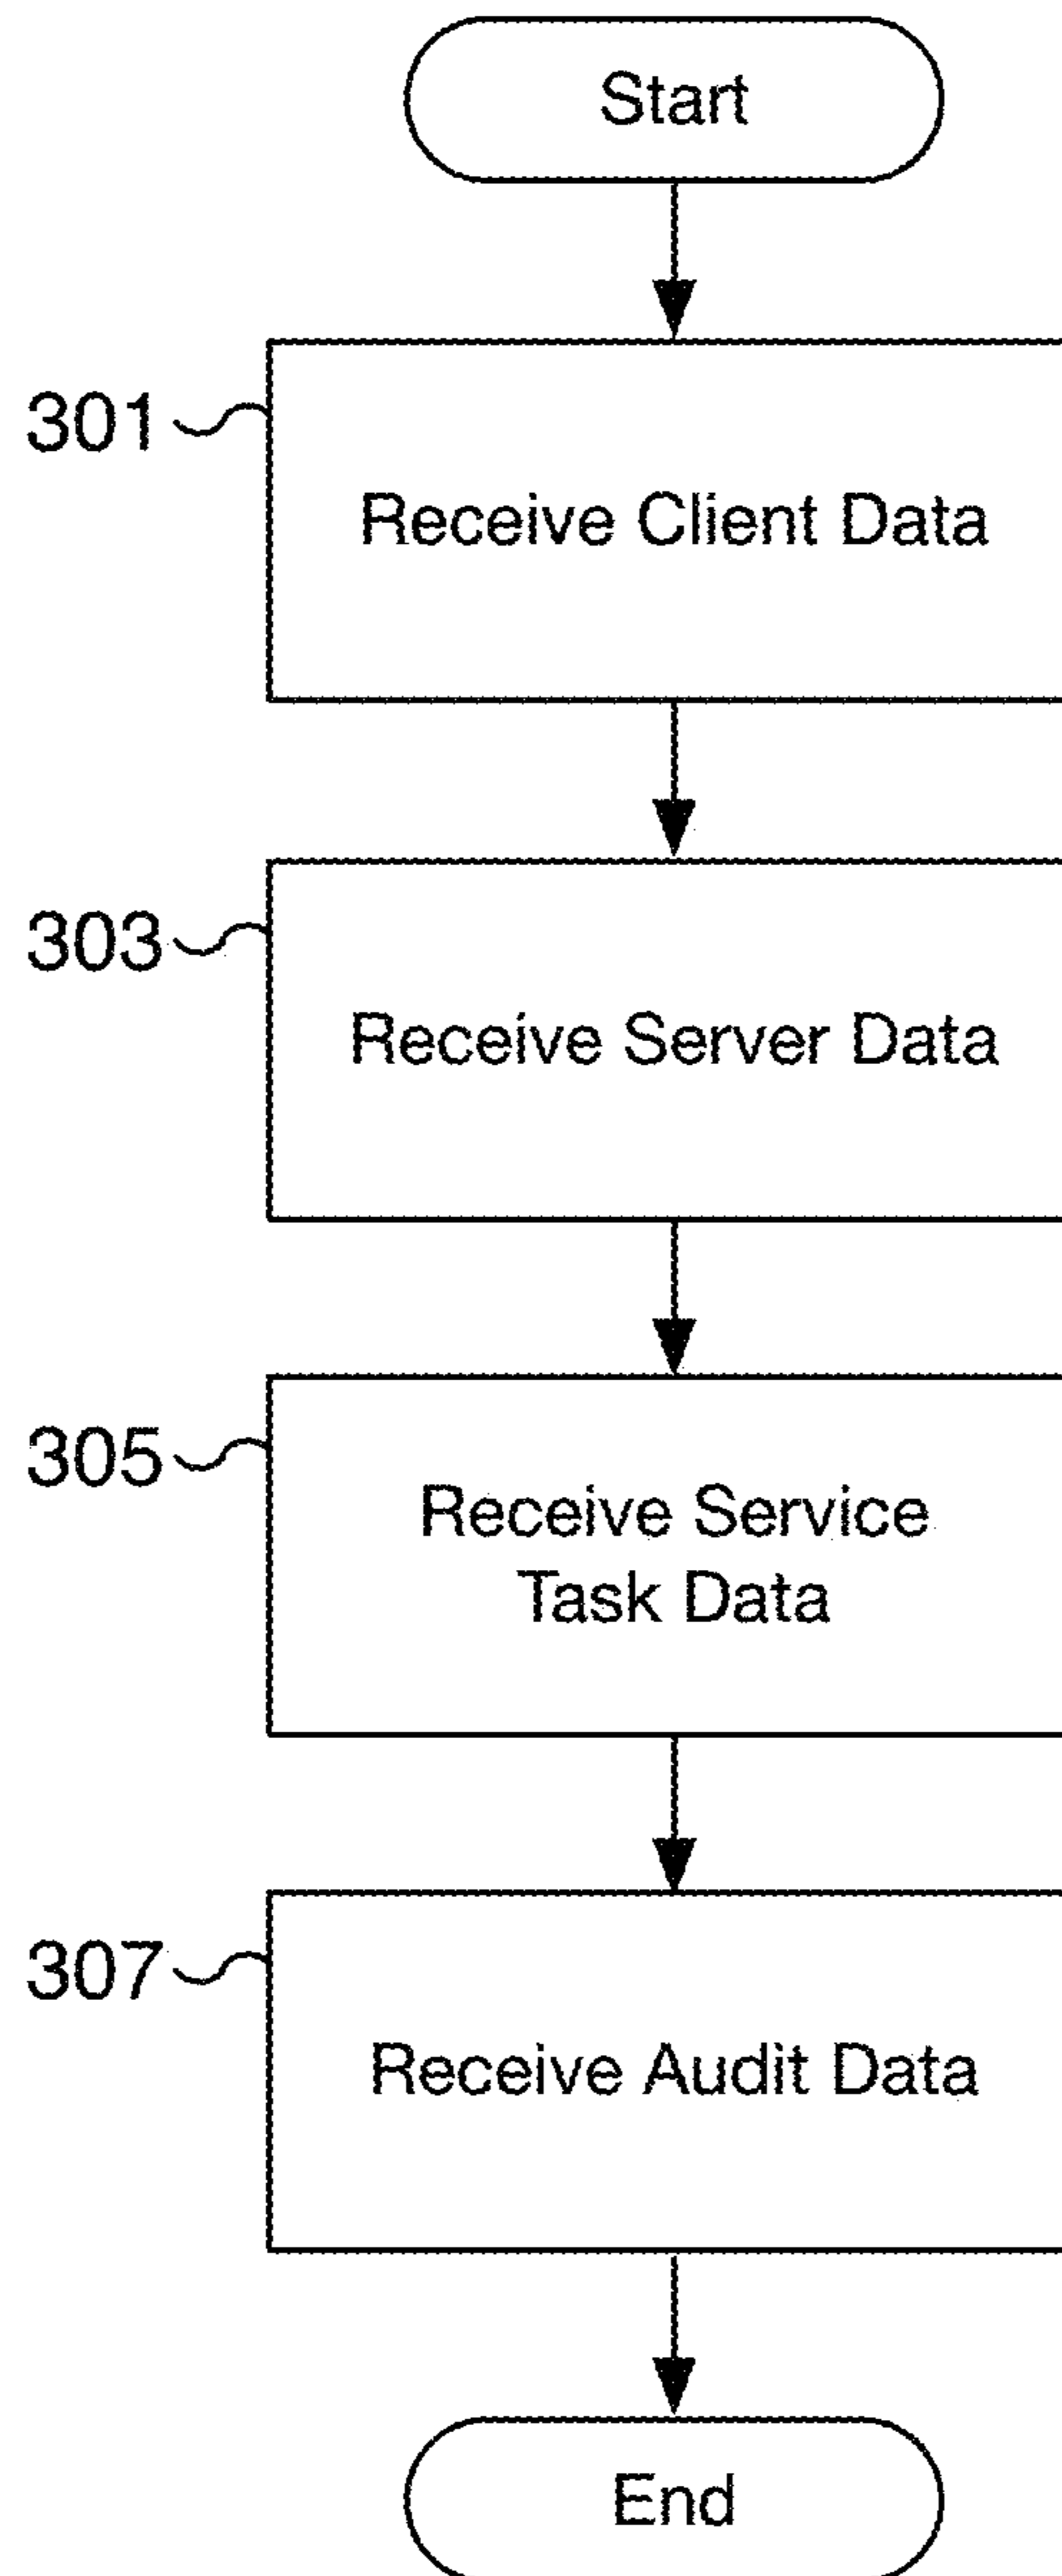 Start
301
Receive Client Data
303
Receive Server Data
305
Receive Service
Task Data
307
Receive Audit Data
End